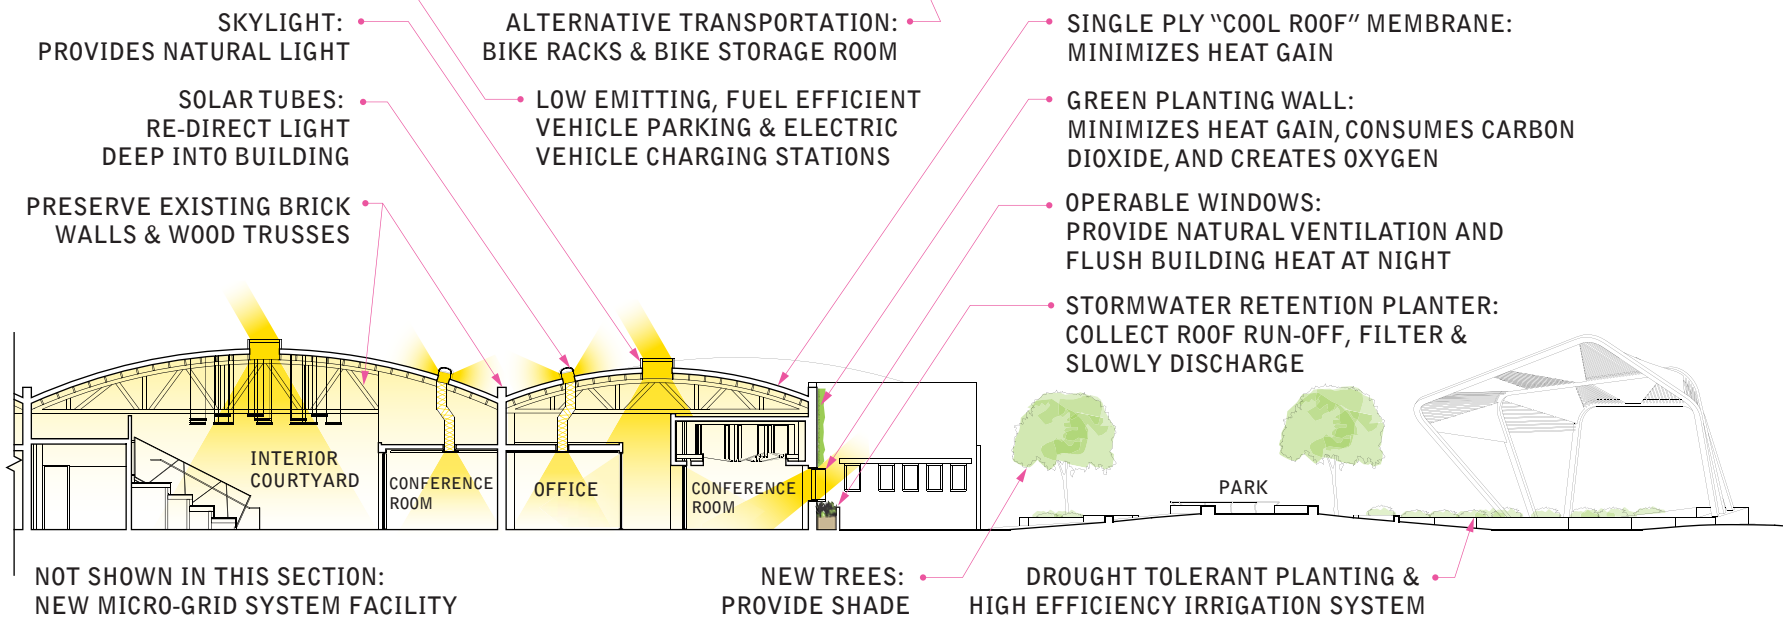 SKYLIGHT:
PROVIDES NATURAL LIGHT
ALTERNATIVE TRANSPORTATION:
BIKE RACKS & BIKE STORAGE ROOM
SINGLE PLY “COOL ROOF” MEMBRANE:
MINIMIZES HEAT GAIN
SOLAR TUBES:
RE-DIRECT LIGHT
DEEP INTO BUILDING
LOW EMITTING, FUEL EFFICIENT
VEHICLE PARKING & ELECTRIC
VEHICLE CHARGING STATIONS
GREEN PLANTING WALL:
MINIMIZES HEAT GAIN, CONSUMES CARBON
DIOXIDE, AND CREATES OXYGEN
PRESERVE EXISTING BRICK
WALLS & WOOD TRUSSES
OPERABLE WINDOWS:
PROVIDE NATURAL VENTILATION AND
FLUSH BUILDING HEAT AT NIGHT
STORMWATER RETENTION PLANTER:
COLLECT ROOF RUN-OFF, FILTER &
SLOWLY DISCHARGE
INTERIOR
COURTYARD
CONFERENCE
ROOM
OFFICE
CONFERENCE
ROOM
PARK
NOT SHOWN IN THIS SECTION:
NEW MICRO-GRID SYSTEM FACILITY
NEW TREES:
PROVIDE SHADE
DROUGHT TOLERANT PLANTING &
HIGH EFFICIENCY IRRIGATION SYSTEM